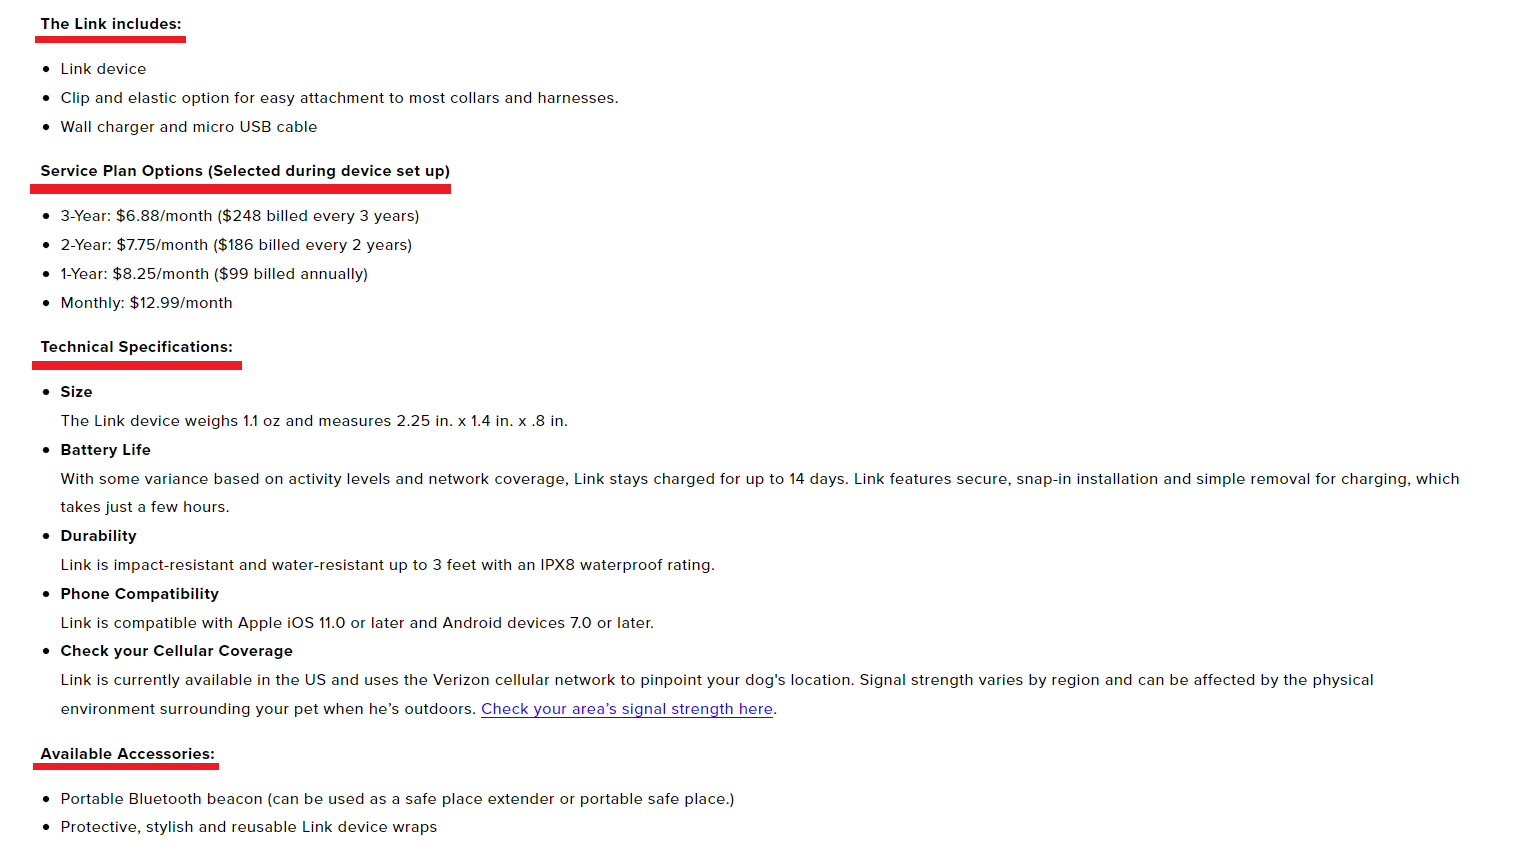 The Link includes:
• Link device
• Clip and elastic option for easy attachment to most collars and harnesses.
• Wall charger and micro USB cable
Service Plan Options (Selected during device set up)
• 3-Year: $6.88/month ($248 billed every 3 years)
• 2-Year: $7.75/month ($186 billed every 2 years)
• 1-Year: $8.25/month ($99 billed annually)
• Monthly: $12.99/month
Technical Specifications:
• Size
The Link device weighs 1.1 oz and measures 2.25 in. x 1.4 in. x .8 in.
• Battery Life
With some variance based on activity levels and network coverage, Link stays charged for up to 14 days. Link features secure, snap-in installation and simple removal for charging, which
takes just a few hours.
• Durability
Link is impact-resistant and water-resistant up to 3 feet with an IPX8 waterproof rating.
• Phone Compatibility
Link is compatible with Apple iOS 11.0 or later and Android devices 7.0 or later.
• Check your Cellular Coverage
Link is currently available in the US and uses the Verizon cellular network to pinpoint your dog's location. Signal strength varies by region and can be affected by the physical
environment surrounding your pet when he’s outdoors. Check your area’s signal strength here.
Available Accessories:
• Portable Bluetooth beacon (can be used as a safe place extender or portable safe place.)
• Protective, stylish and reusable Link device wraps